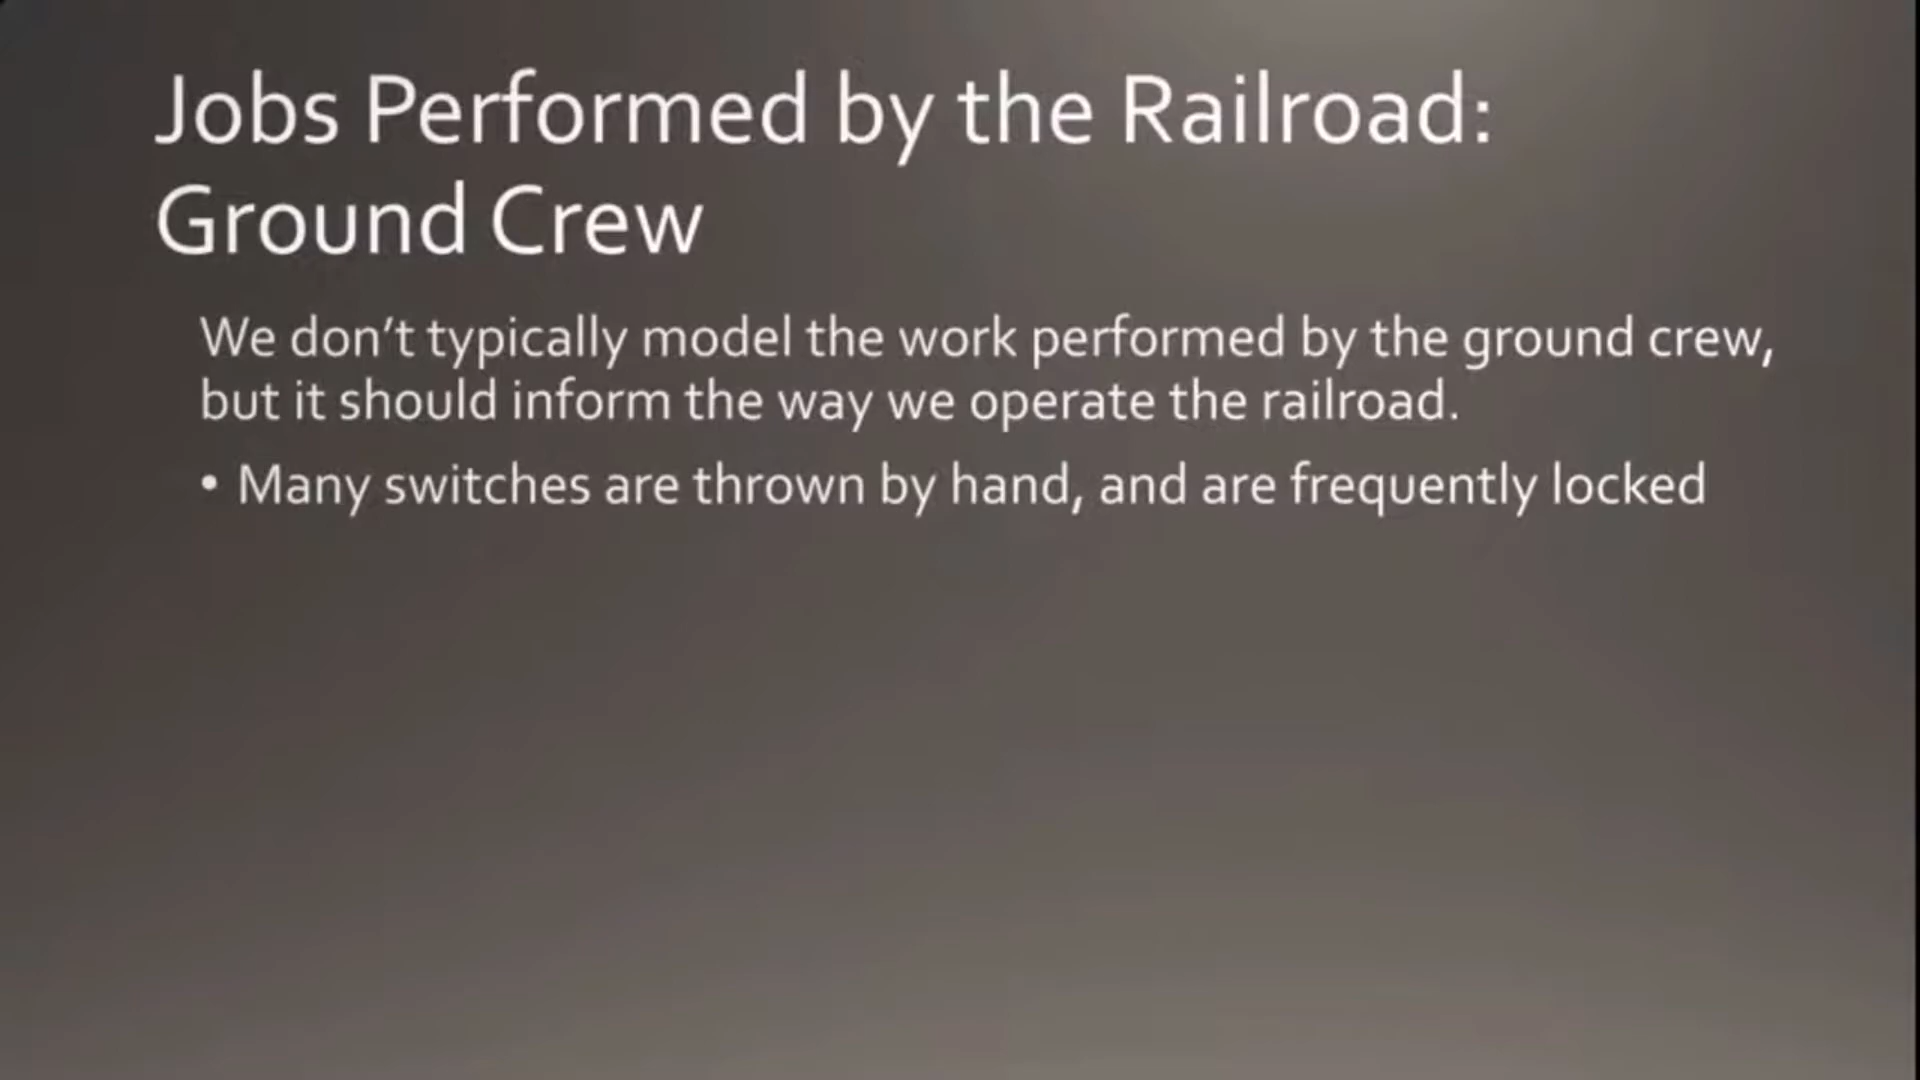 Jobs Performed by the Railroad:
Ground Crew
We don't typically model the work performed by the ground crew,
but it should inform the way we operate the railroad.
• Many switches are thrown by hand, and are frequently locked